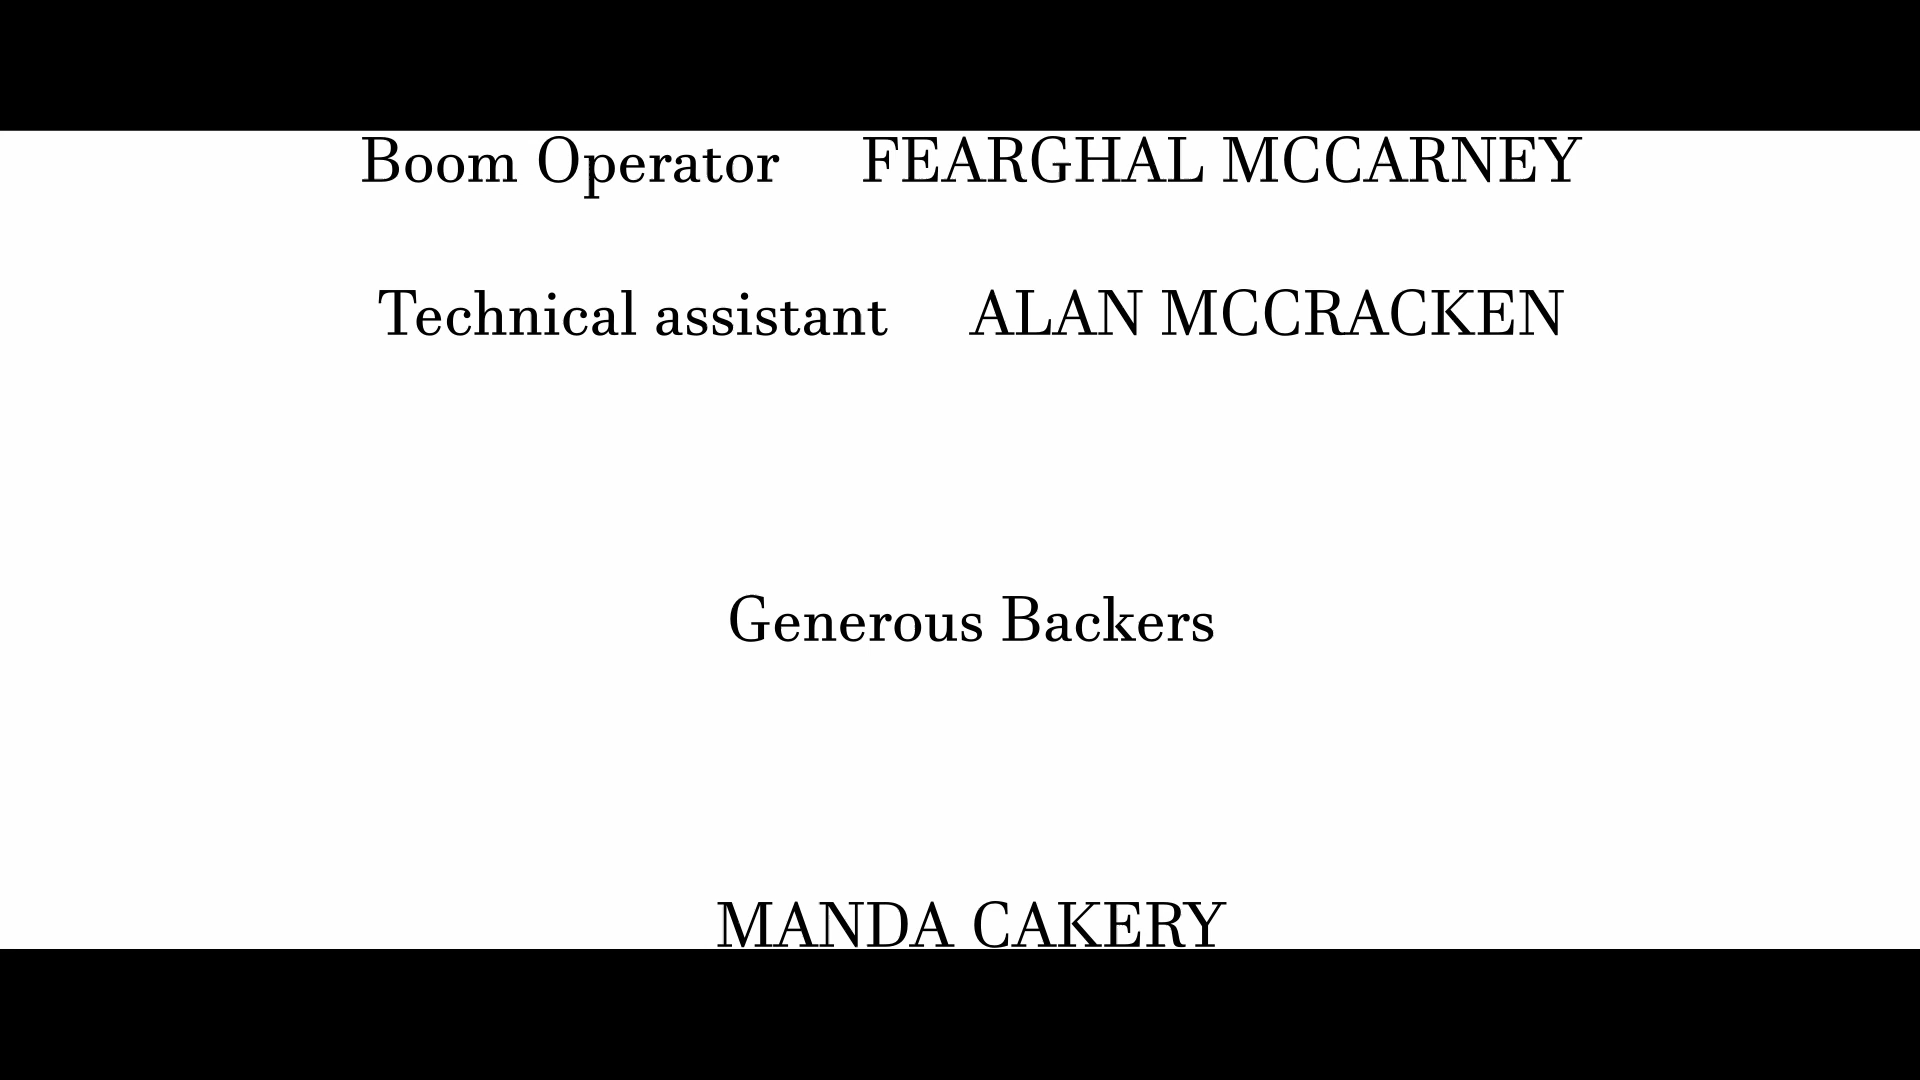 Boom Operator FEARGHAL MCCARNEY
Technical assistant ALAN MCCRACKEN
Generous Backers
MANDA CAKERY